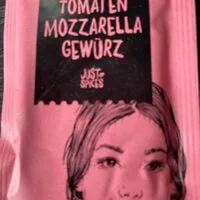 TOMATEN
MOZZARELLA
GEWÜRZ
JUST
SPICES